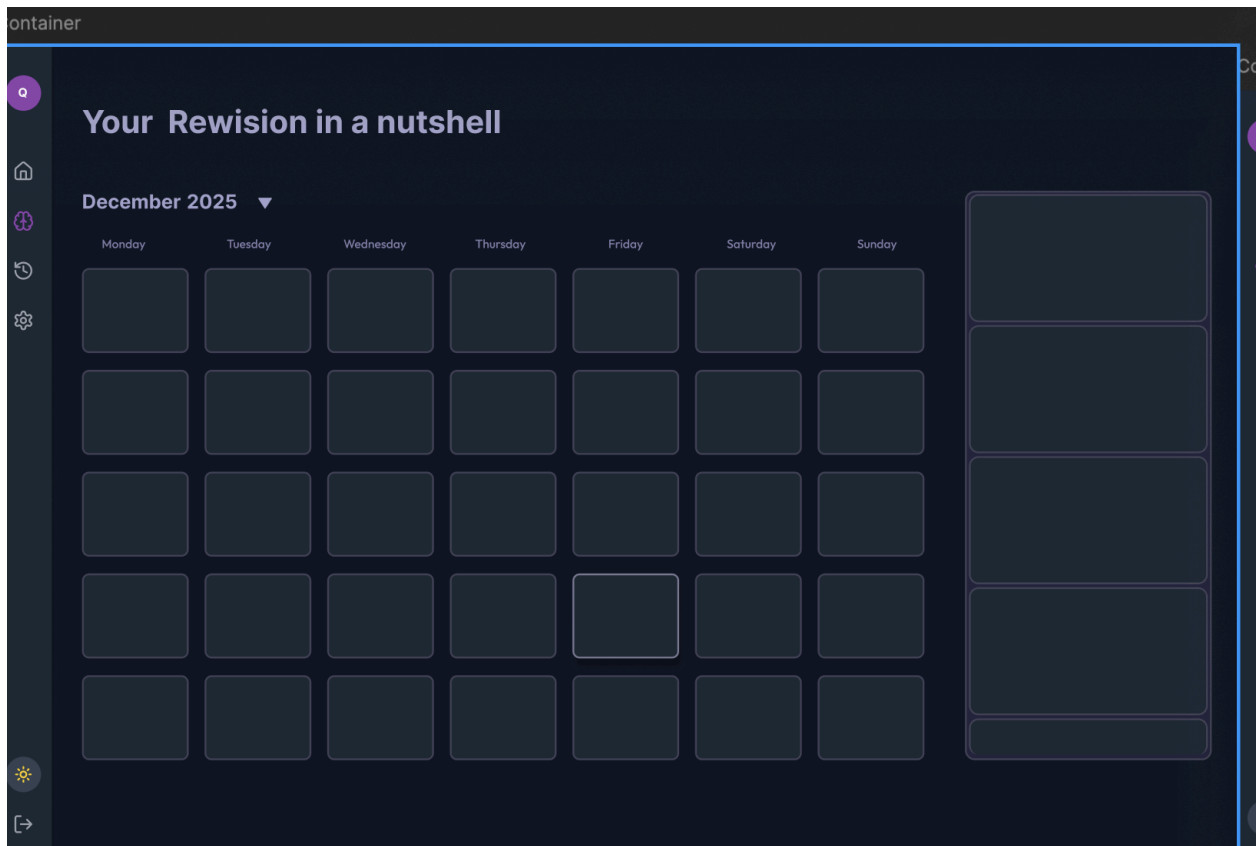 ontainer
Co
Q
Your Rewision in a nutshell
December 2025
Monday Tuesday Wednesday Thursday Friday Saturday Sunday